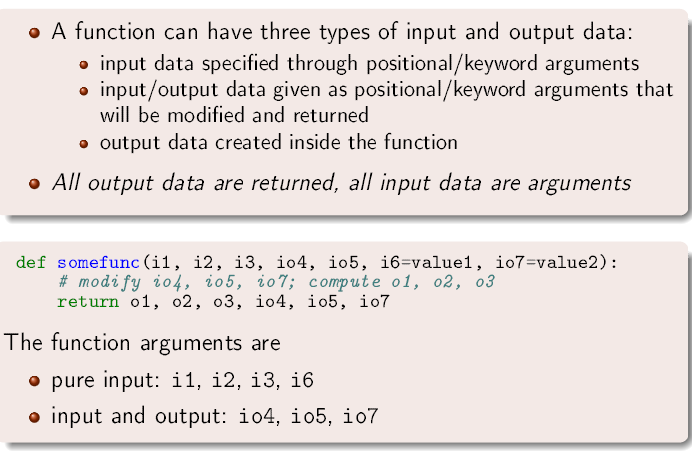 A function can have three types of input and output data:
input data specified through positional/keyword arguments
input/output data given as positional/keyword arguments that
will be modified and returned
output data created inside the function
All output data are returned, all input data are arguments
def somefunc(i1, i2, i3, io4, io5, i6=value1, io7=value2):
    # modify io4, io5, io7; compute o1, o2, o3
    return o1, o2, o3, io4, io5, io7
The function arguments are
pure input: i1, i2, i3, i6
input and output: io4, io5, io7